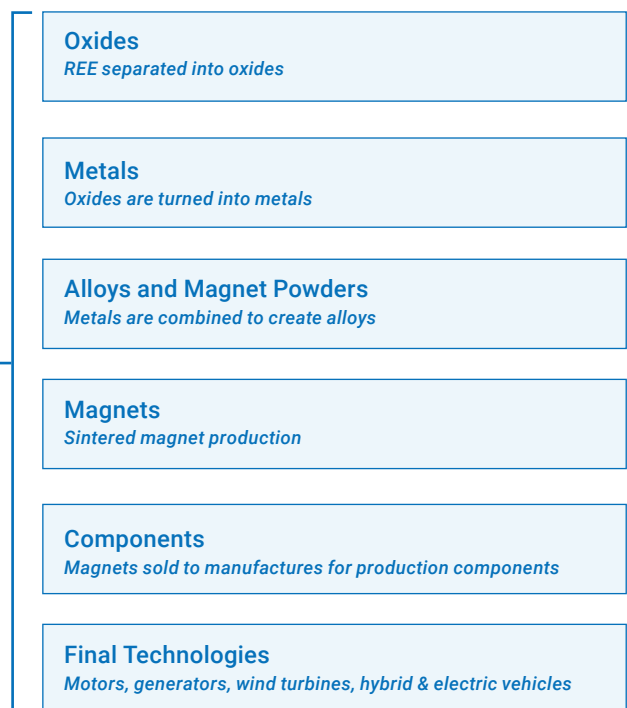 Oxides
REE separated into oxides
Metals
Oxides are turned into metals
Alloys and Magnet Powders
Metals are combined to create alloys
Magnets
Sintered magnet production
Components
Magnets sold to manufactures for production components
Final Technologies
Motors, generators, wind turbines, hybrid & electric vehicles